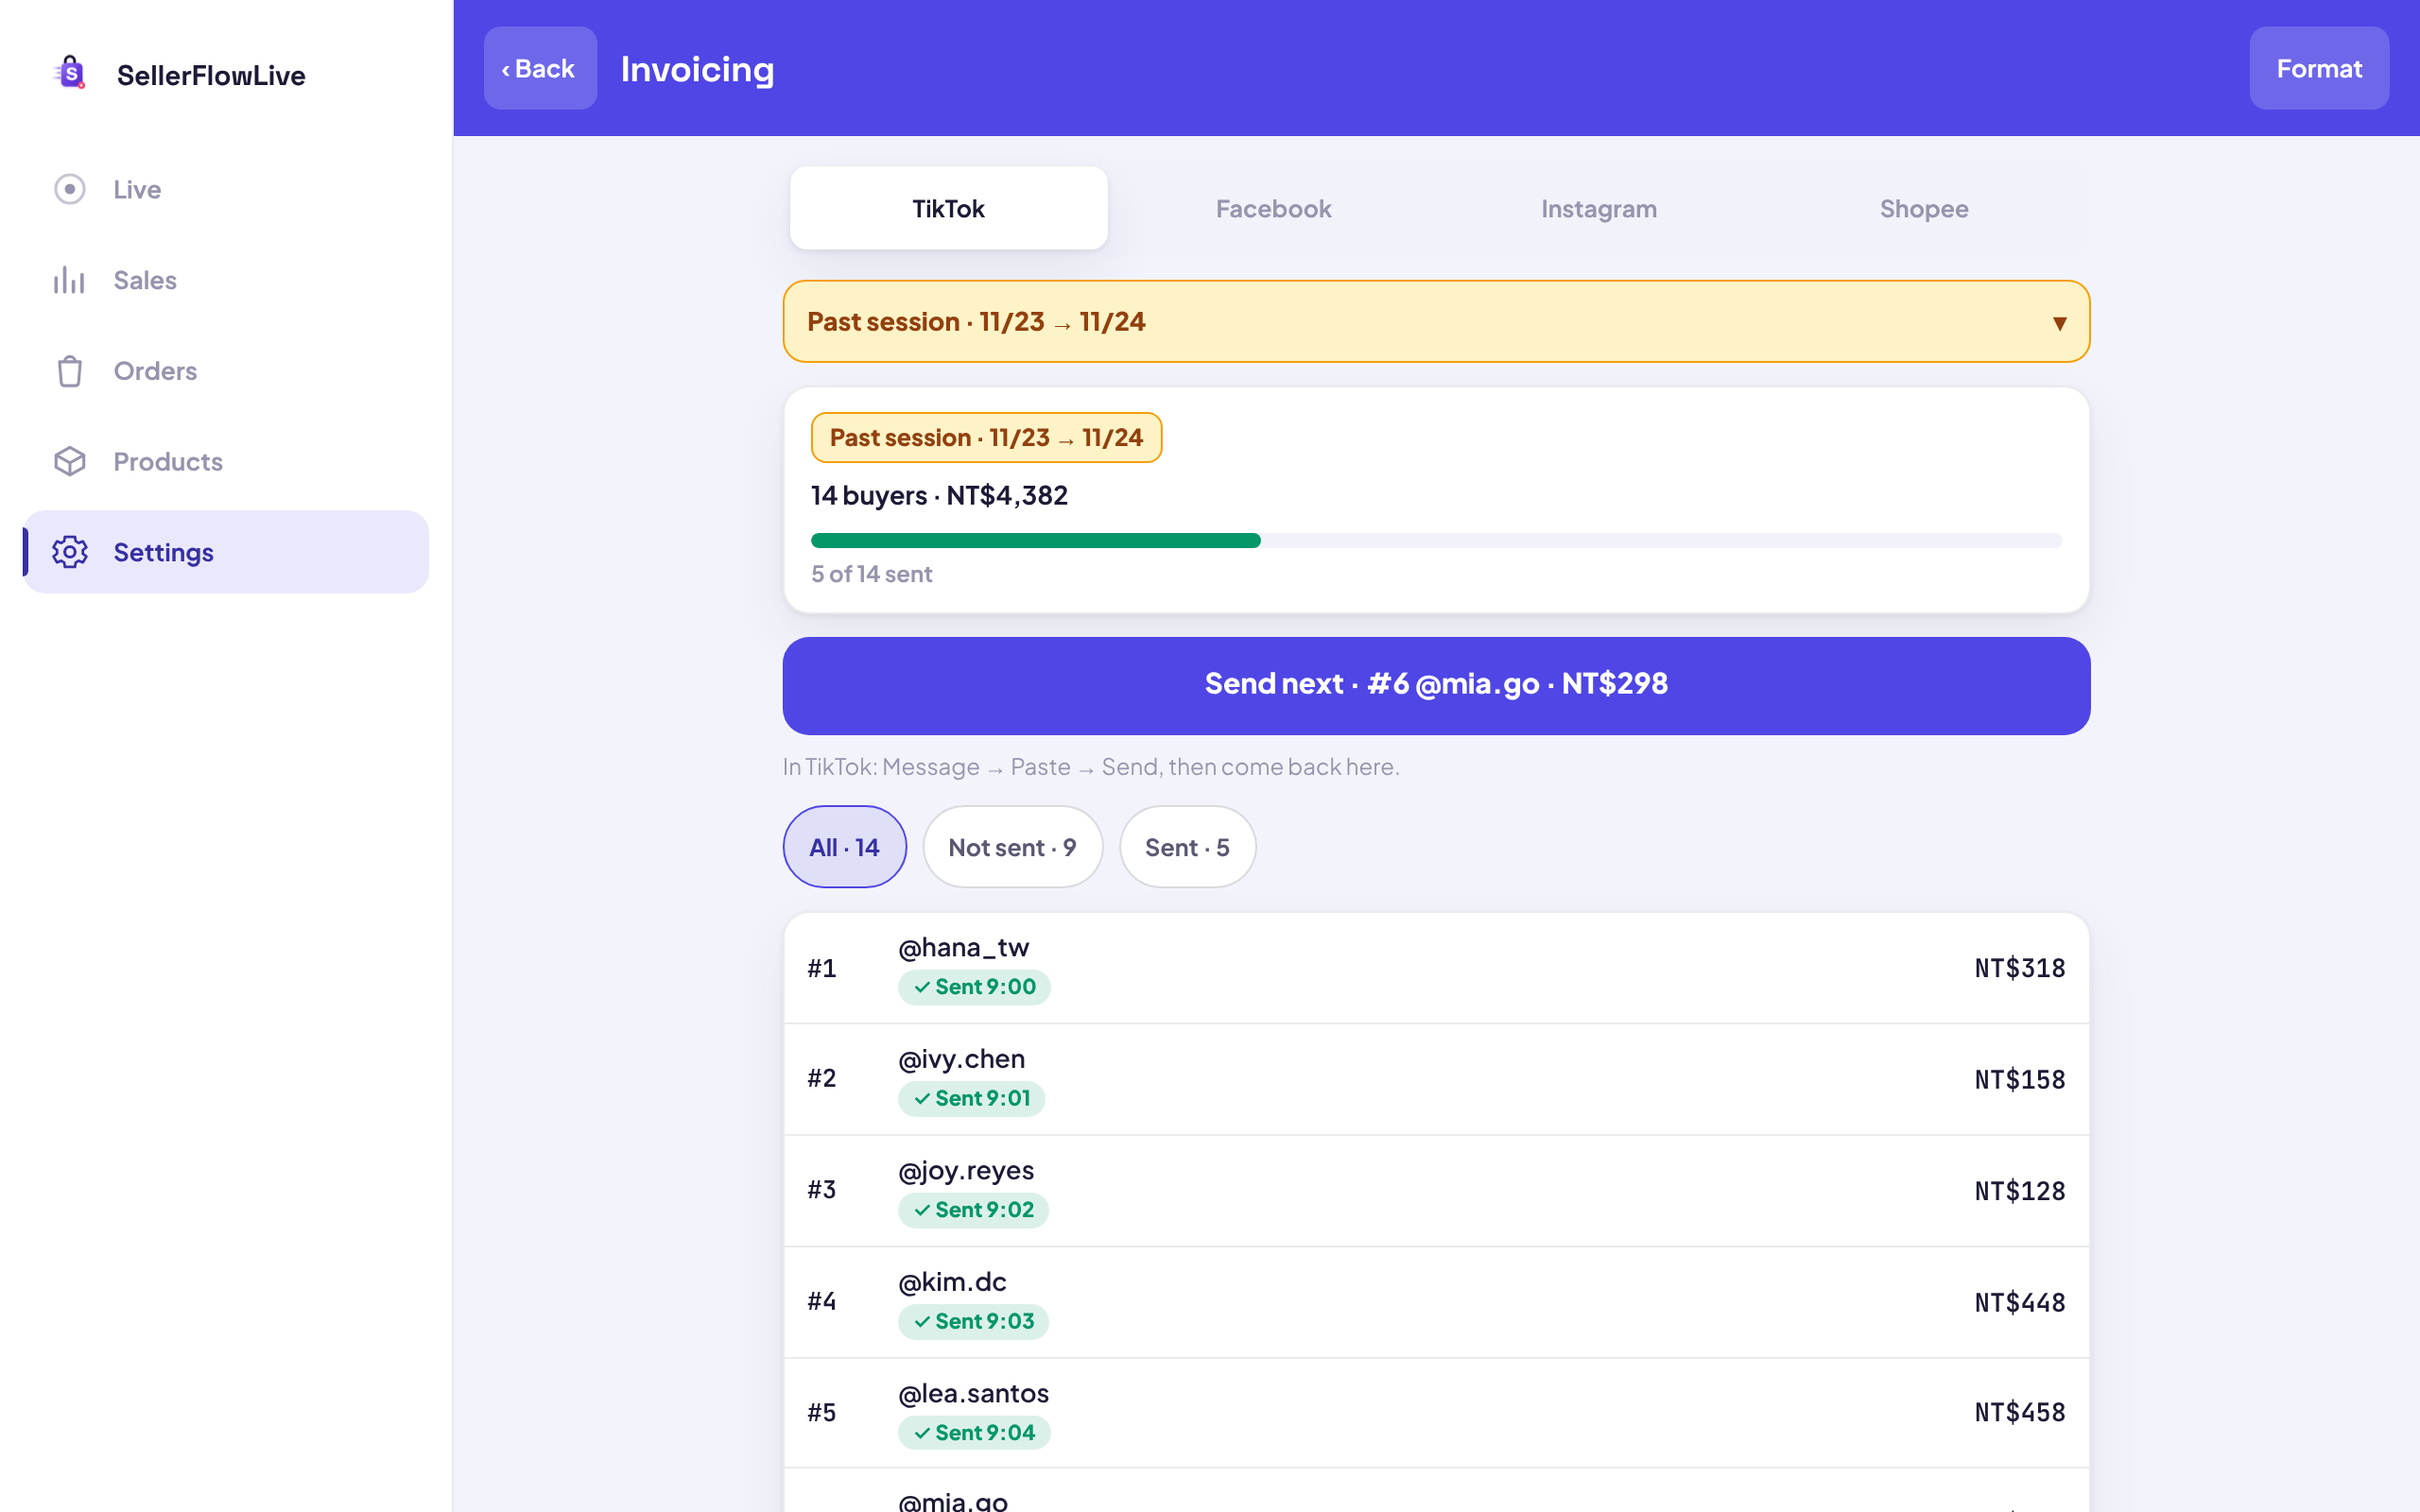 SellerFlowLive
Live
Sales
Orders
Products
Settings
‹ Back
Invoicing
Format
TikTok
Facebook
Instagram
Shopee
Past session · 11/23 → 11/24 ▼
Past session · 11/23 → 11/24
14 buyers · NT$4,382
5 of 14 sent
Send next · #6 @mia.go · NT$298
In TikTok: Message → Paste → Send, then come back here.
All · 14
Not sent · 9
Sent · 5
#1 @hana_tw NT$318
✓ Sent 9:00
#2 @ivy.chen NT$158
✓ Sent 9:01
#3 @joy.reyes NT$128
✓ Sent 9:02
#4 @kim.dc NT$448
✓ Sent 9:03
#5 @lea.santos NT$458
✓ Sent 9:04
@mia.go